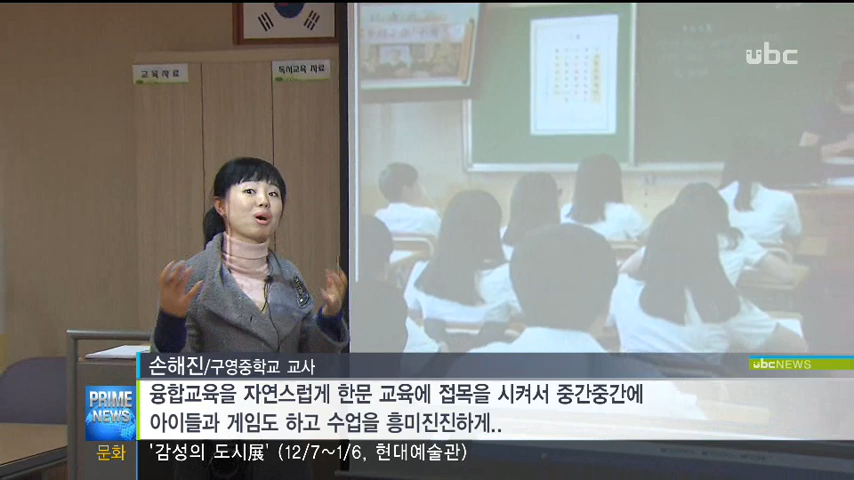 교육자료
독서교육 자료
ubc
손해진/구영중학교 교사
ubcNEWS
PRIME NEWS
융합교육을 자연스럽게 한문 교육에 접목을 시켜서 중간중간에
아이들과 게임도 하고 수업을 흥미진진하게..
문화
'감성의 도시展' (12/7~1/6, 현대예술관)